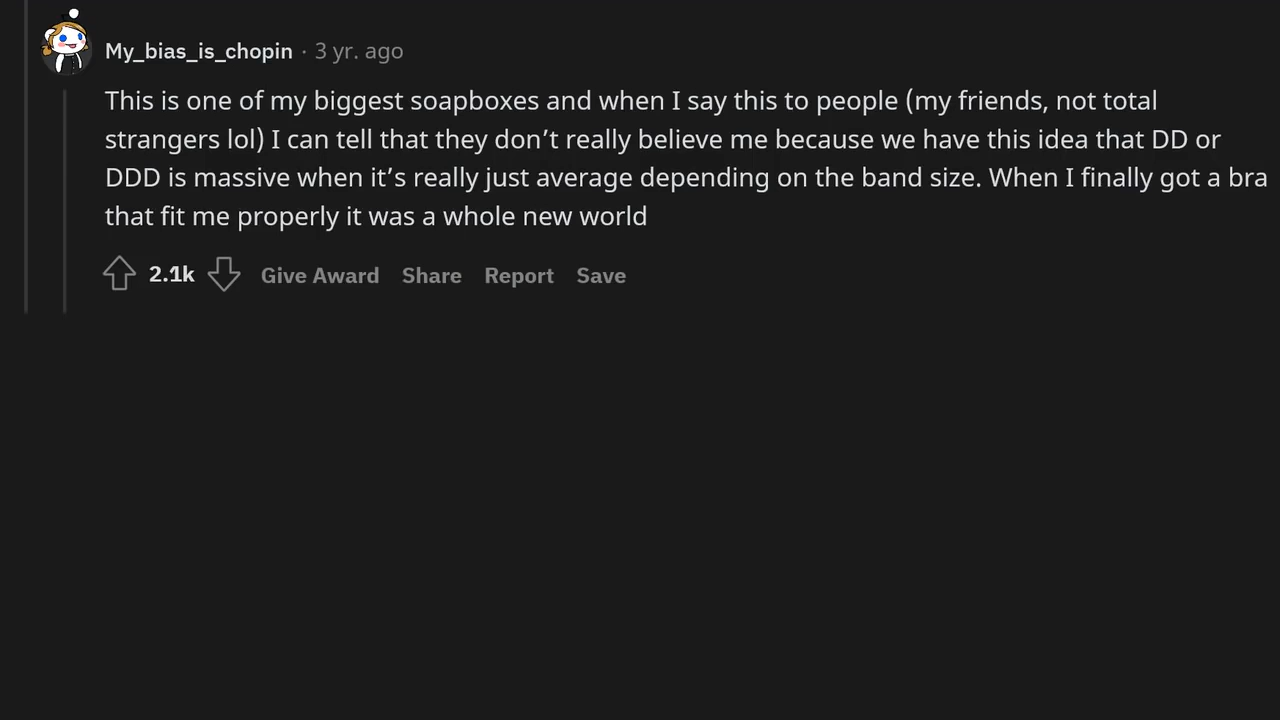 My_bias_is_chopin · 3 yr. ago
This is one of my biggest soapboxes and when I say this to people (my friends, not total
strangers lol) I can tell that they don’t really believe me because we have this idea that DD or
DDD is massive when it’s really just average depending on the band size. When I finally got a bra
that fit me properly it was a whole new world
2.1k Give Award Share Report Save